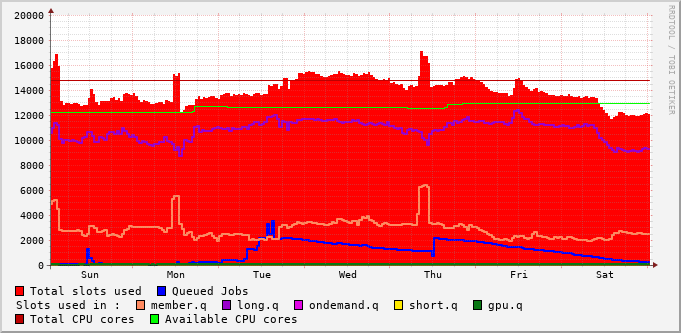 RRDTOOL / TOBI OETIKER
20000
18000
16000
14000
12000
10000
8000
6000
4000
2000
0
Sun Mon Tue Wed Thu Fri Sat
Total slots used Queued Jobs
Slots used in : member.q long.q ondemand.q short.q gpu.q
Total CPU cores Available CPU cores